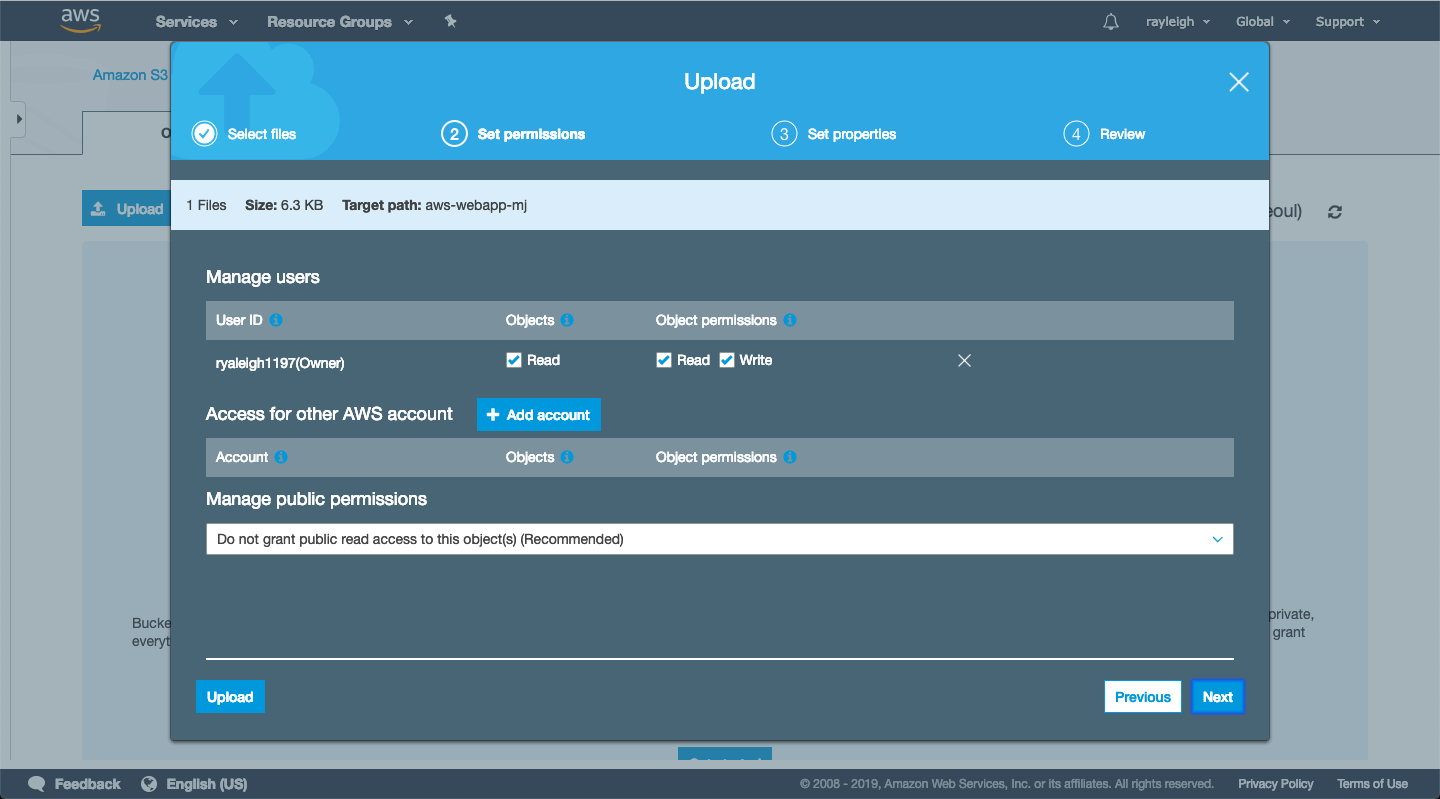 aws Services Resource Groups rayleigh Global Support
Amazon S3
Upload
Select files 2 Set permissions 3 Set properties 4 Review
Upload 1 Files Size: 6.3 KB Target path: aws-webapp-mj eoul)
Manage users
User ID Objects Object permissions
ryaleigh1197(Owner) Read Read Write
Access for other AWS account Add account
Account Objects Object permissions
Manage public permissions
Do not grant public read access to this object(s) (Recommended)
Bucke private,
everyt grant
Upload Previous Next
Feedback English (US) © 2008 - 2019, Amazon Web Services, Inc. or its affiliates. All rights reserved. Privacy Policy Terms of Use